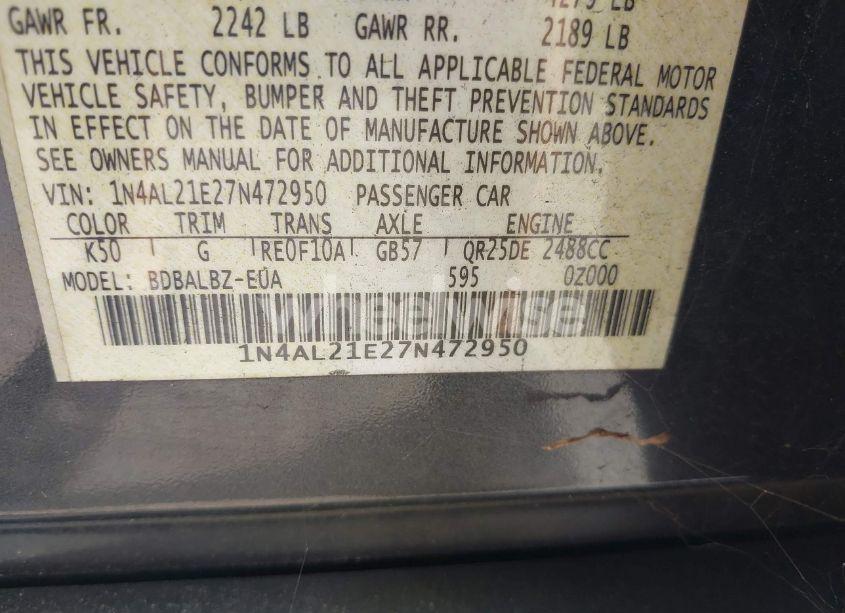 4279 LB
GAWR FR. 2242 LB GAWR RR. 2189 LB
THIS VEHICLE CONFORMS TO ALL APPLICABLE FEDERAL MOTOR
VEHICLE SAFETY, BUMPER AND THEFT PREVENTION STANDARDS
IN EFFECT ON THE DATE OF MANUFACTURE SHOWN ABOVE.
SEE OWNERS MANUAL FOR ADDITIONAL INFORMATION.
VIN: 1N4AL21E27N472950 PASSENGER CAR
COLOR TRIM TRANS AXLE ENGINE
K50 G RE0F10A GB57 QR25DE 2488CC
MODEL: BDBALBZ-EUA 595 0Z000
wheelwise
1N4AL21E27N472950